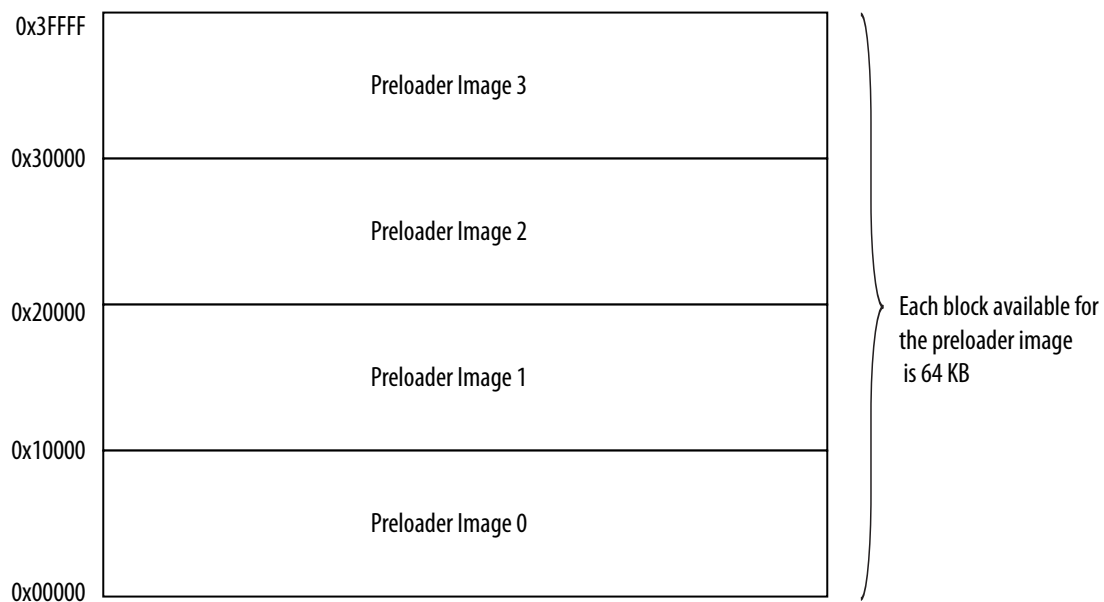 0x3FFFF
Preloader Image 3
0x30000
Preloader Image 2
0x20000
Preloader Image 1
0x10000
Preloader Image 0
0x00000
Each block available for
the preloader image
is 64 KB